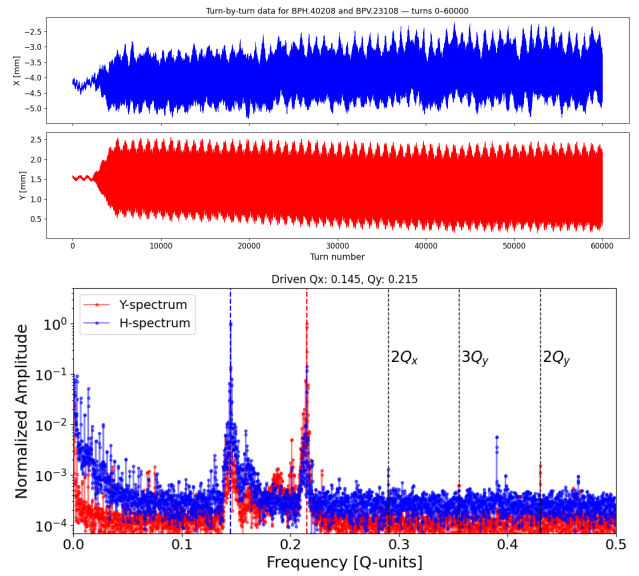 Turn-by-turn data for BPH.40208 and BPV.23108 — turns 0–60000
X [mm]
−2.5
−3.0
−3.5
−4.0
−4.5
−5.0
Y [mm]
2.5
2.0
1.5
1.0
0.5
0 10000 20000 30000 40000 50000 60000
Turn number
Driven Qx: 0.145, Qy: 0.215
Y-spectrum
H-spectrum
2Qₓ 3Qᵧ 2Qᵧ
Normalized Amplitude
10⁰
10⁻¹
10⁻²
10⁻³
10⁻⁴
0.0 0.1 0.2 0.3 0.4 0.5
Frequency [Q-units]